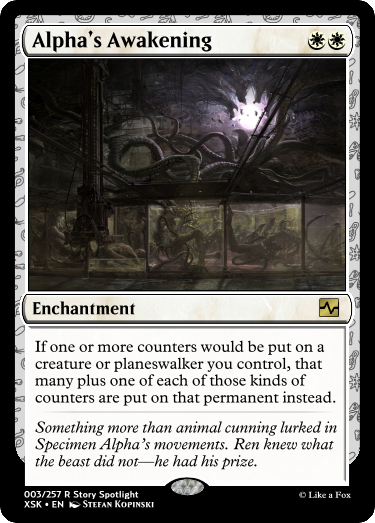 Alpha's Awakening
Enchantment
If one or more counters would be put on a
creature or planeswalker you control, that
many plus one of each of those kinds of
counters are put on that permanent instead.
Something more than animal cunning lurked in
Specimen Alpha's movements. Ren knew what
the beast did not—he had his prize.
003/257 R Story Spotlight
XSK • EN Stefan Kopinski
© Like a Fox